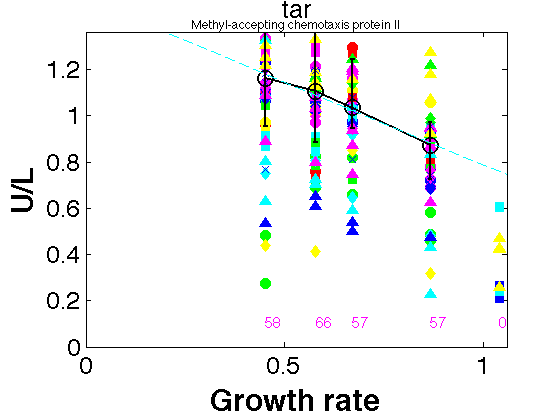 tar
Methyl-accepting chemotaxis protein II
U/L
1.2
1
0.8
0.6
0.4
0.2
0
58 66 57 57 0
0 0.5 1
Growth rate